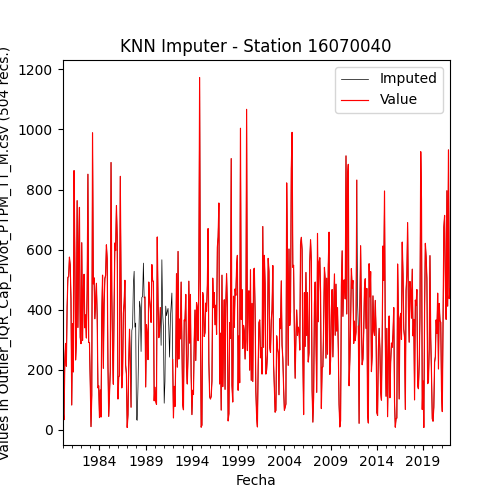 KNN Imputer - Station 16070040
Values in Outlier_IQR_Cap_Pivot_PTPM_TT_M.csv (504 recs.)
1200
1000
800
600
400
200
0
Imputed
Value
1984 1989 1994 1999 2004 2009 2014 2019
Fecha